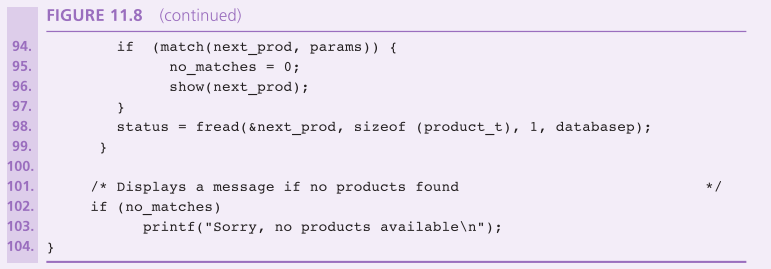 FIGURE 11.8 (continued)
94. if (match(next_prod, params)) {
95. no_matches = 0;
96. show(next_prod);
97. }
98. status = fread(&next_prod, sizeof (product_t), 1, databasep);
99. }
100.
101. /* Displays a message if no products found */
102. if (no_matches)
103. printf("Sorry, no products available\n");
104. }